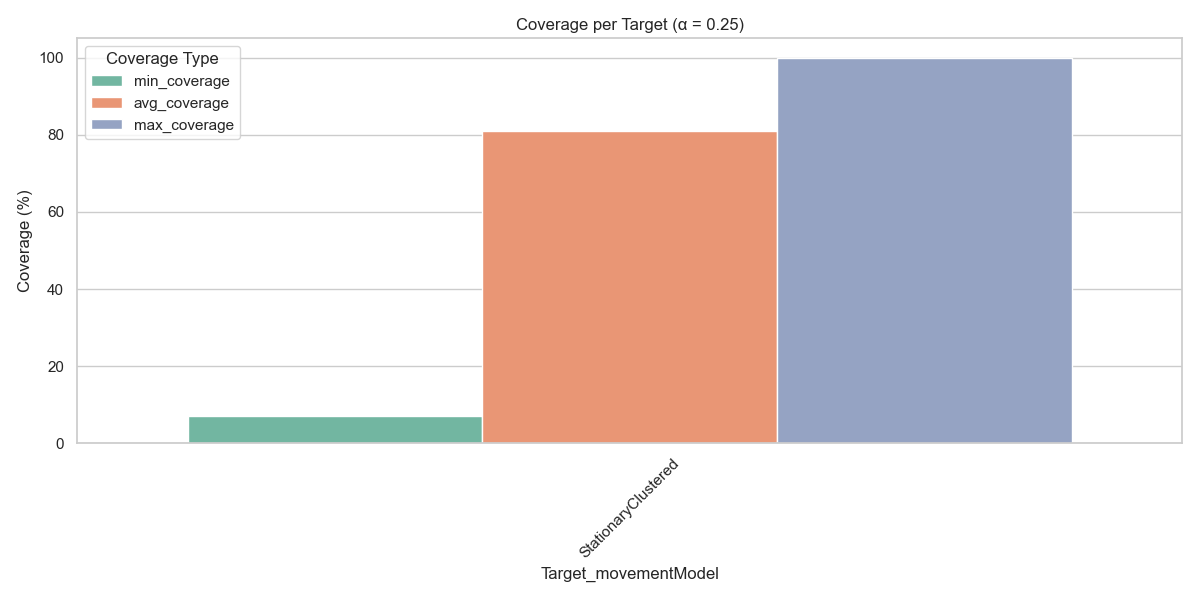 Coverage per Target (α = 0.25)
Coverage Type
min_coverage
avg_coverage
max_coverage
Coverage (%)
100
80
60
40
20
0
StationaryClustered
Target_movementModel